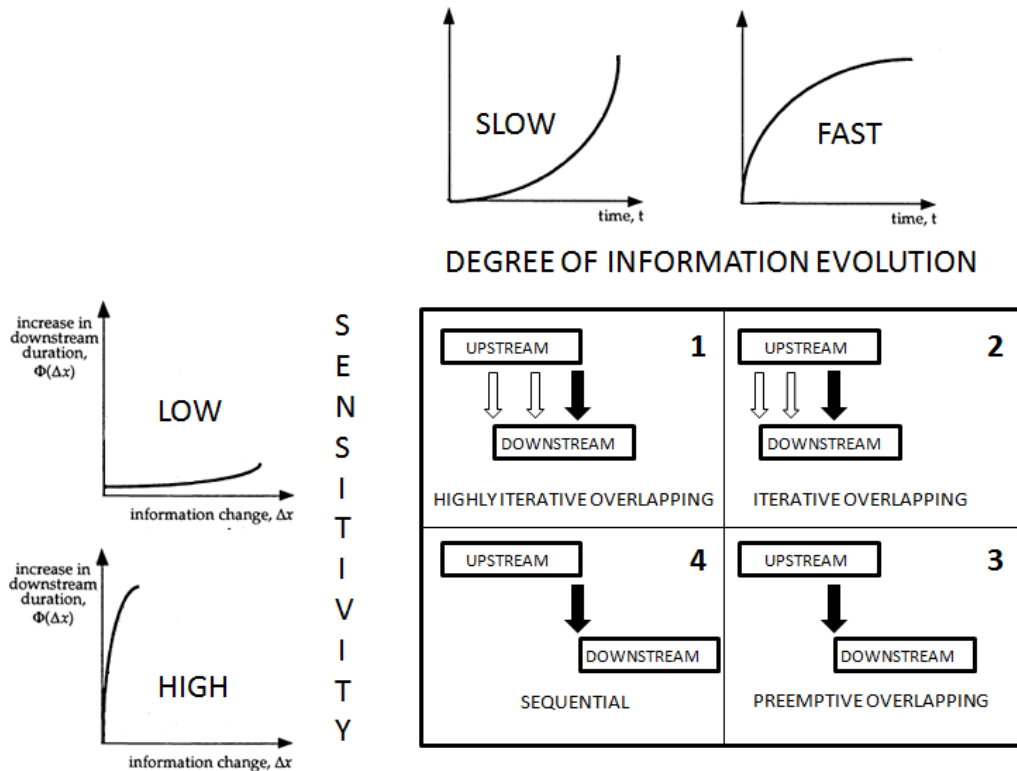 SLOW
time, t
FAST
time, t
DEGREE OF INFORMATION EVOLUTION
increase in
downstream
duration,
Φ(Δx)
LOW
information change, Δx
increase in
downstream
duration,
Φ(Δx)
HIGH
information change, Δx
S
E
N
S
I
T
I
V
I
T
Y
UPSTREAM
1
DOWNSTREAM
HIGHLY ITERATIVE OVERLAPPING
UPSTREAM
2
DOWNSTREAM
ITERATIVE OVERLAPPING
UPSTREAM
4
DOWNSTREAM
SEQUENTIAL
UPSTREAM
3
DOWNSTREAM
PREEMPTIVE OVERLAPPING